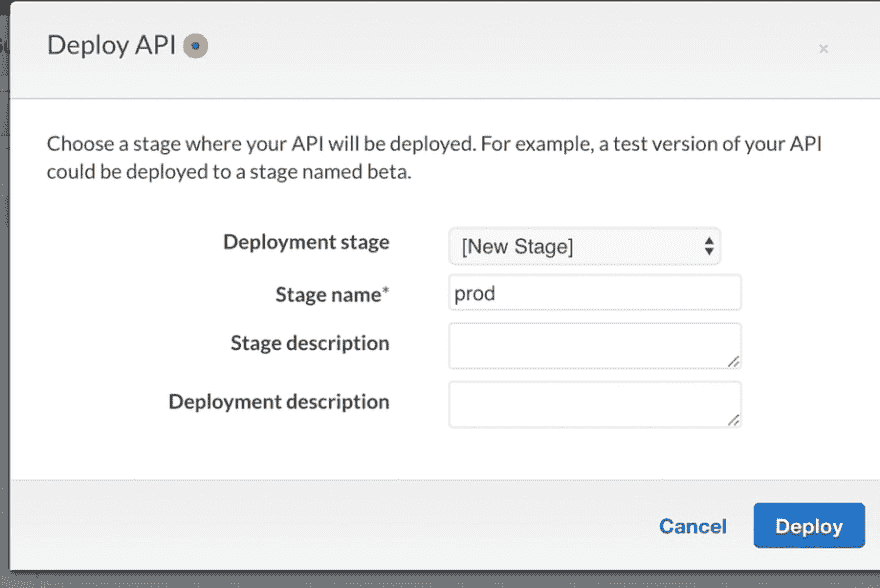 Deploy API
Choose a stage where your API will be deployed. For example, a test version of your API
could be deployed to a stage named beta.
Deployment stage [New Stage]
Stage name* prod
Stage description
Deployment description
Cancel Deploy